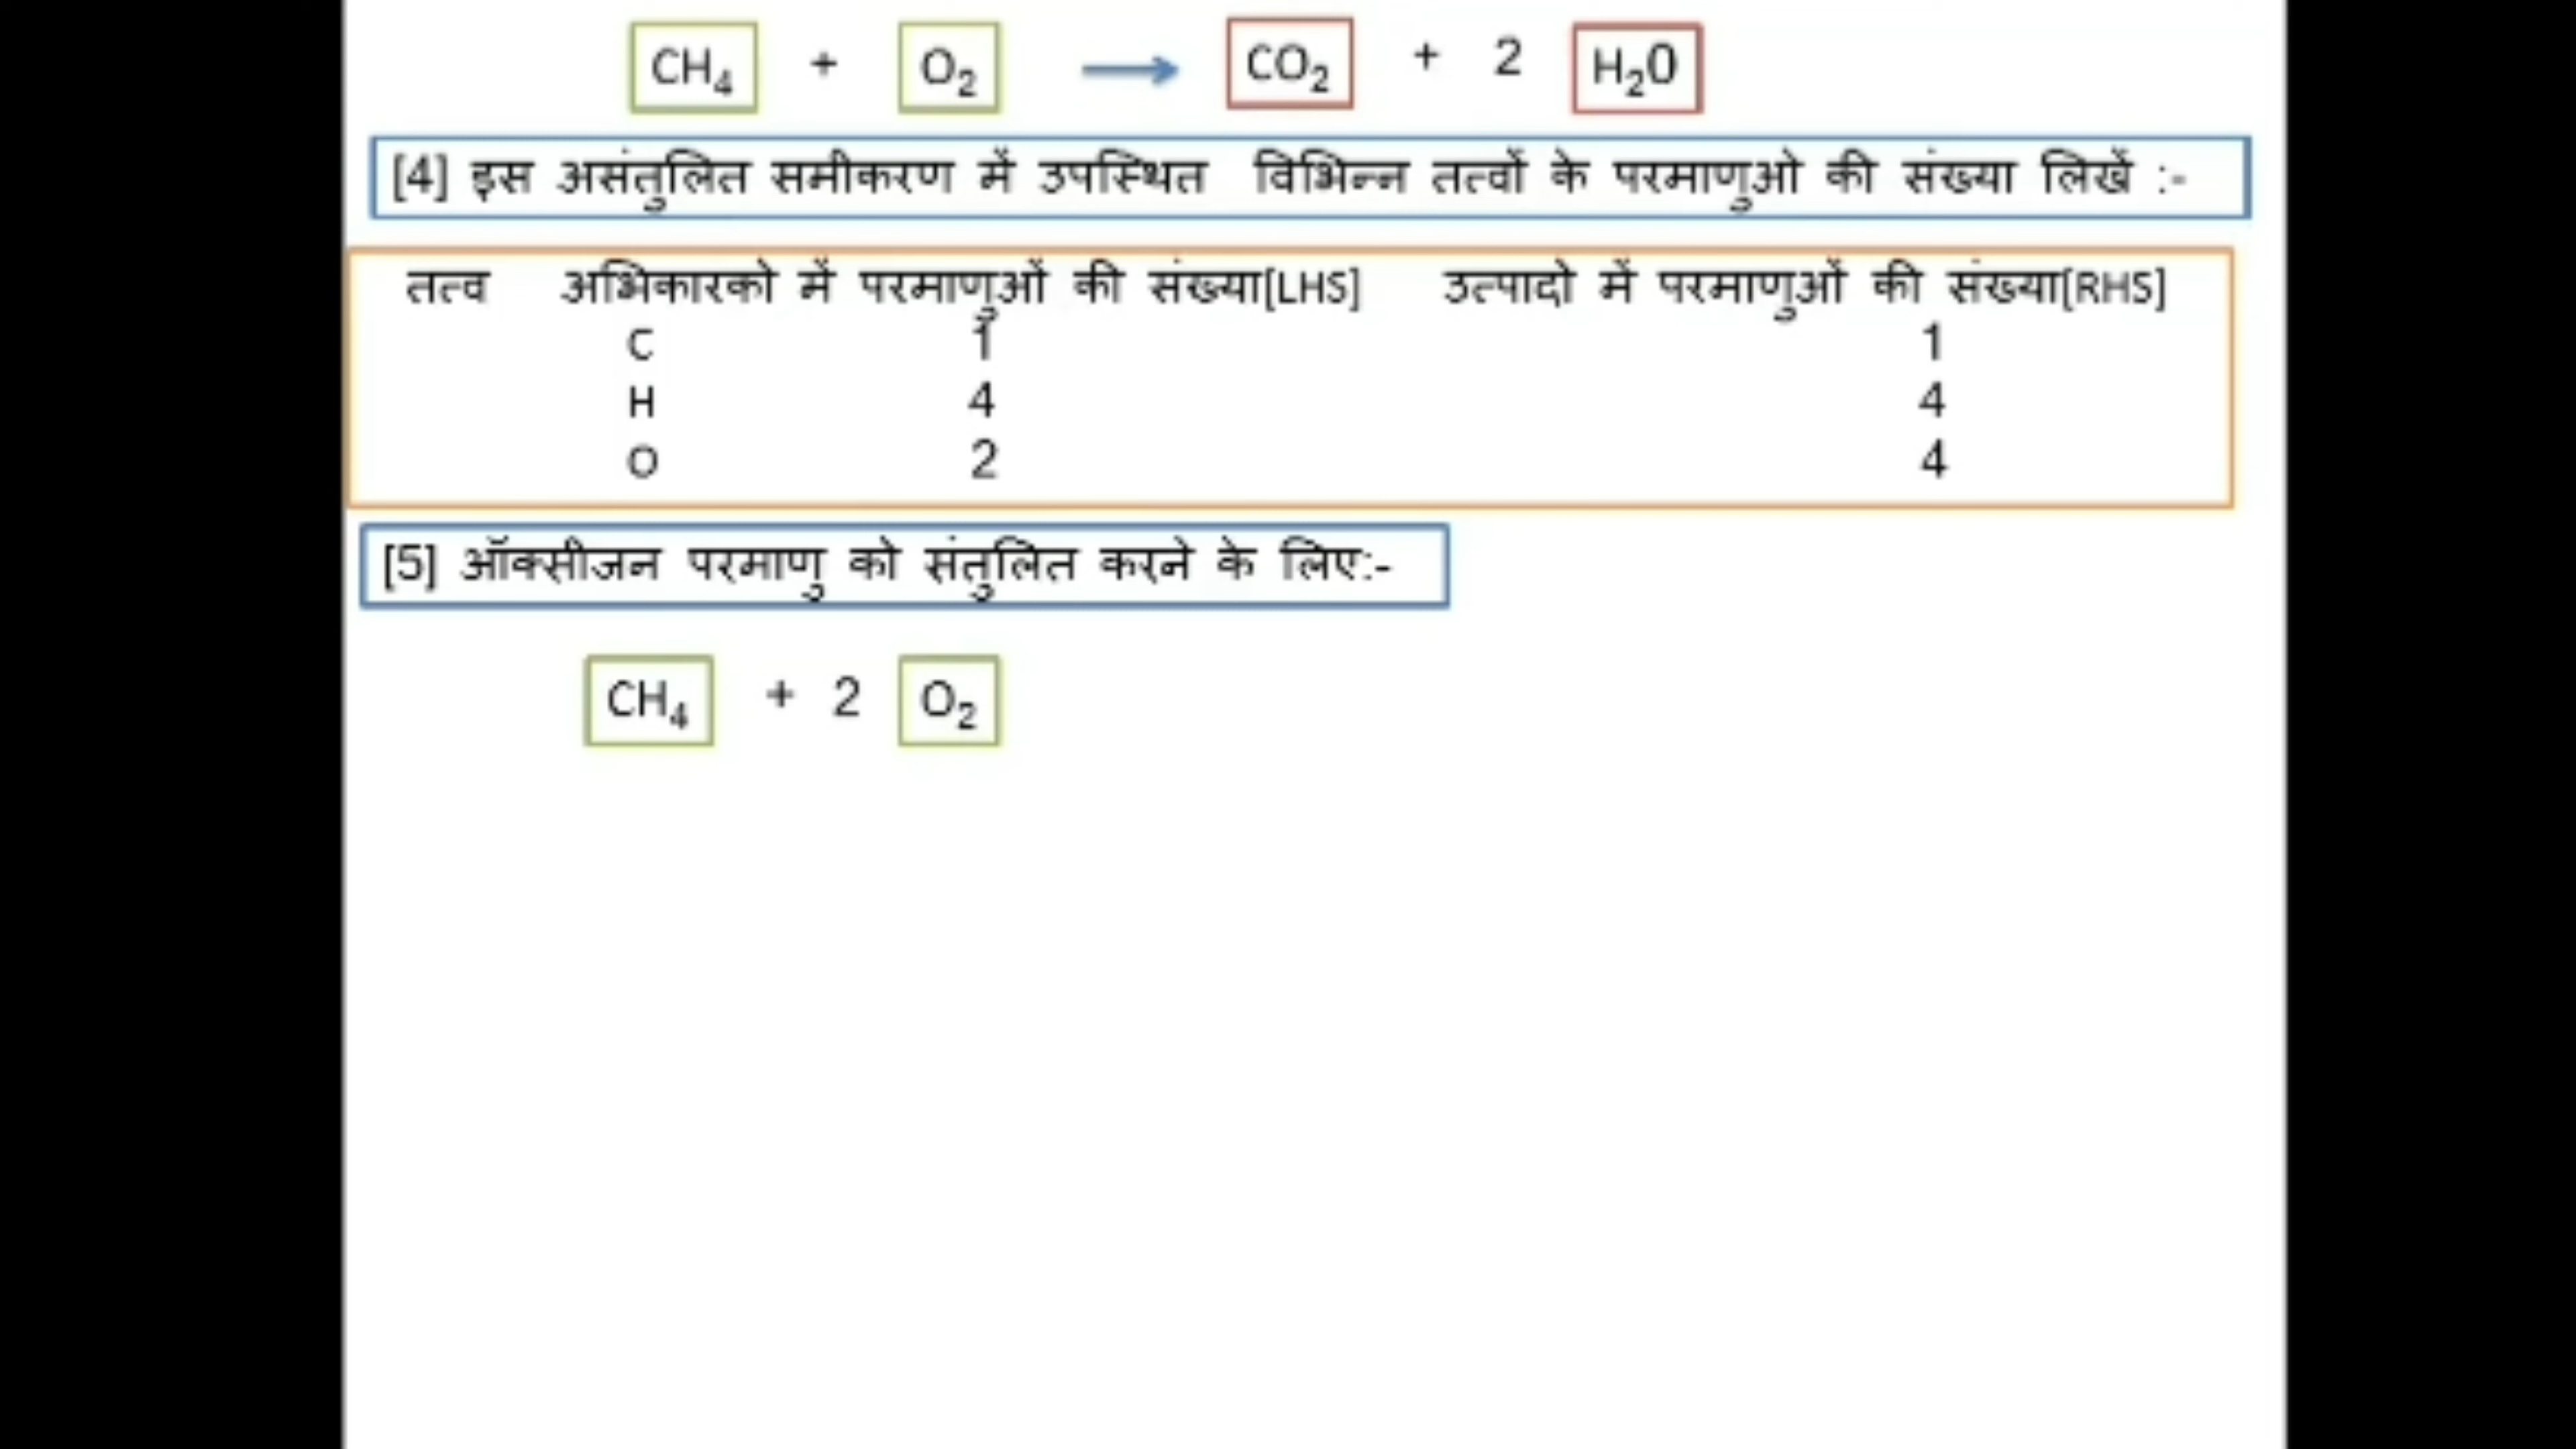 CH₄ + O₂ → CO₂ + 2 H₂0
[4] इस असंतुलित समीकरण में उपस्थित विभिन्न तत्वों के परमाणुओ की संख्या लिखें :-
तत्व अभिकारको में परमाणुओं की संख्या[LHS] उत्पादो में परमाणुओं की संख्या[RHS]
C 1 1
H 4 4
O 2 4
[5] ऑक्सीजन परमाणु को संतुलित करने के लिए:-
CH₄ + 2 O₂